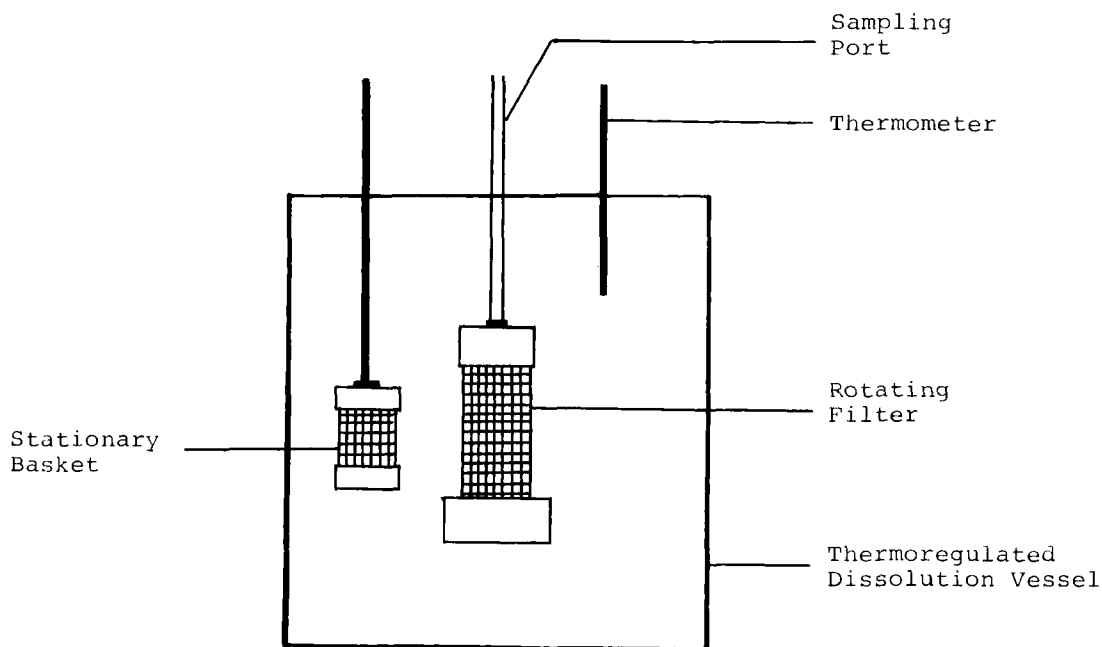 Sampling
Port
Thermometer
Rotating
Filter
Stationary
Basket
Thermoregulated
Dissolution Vessel